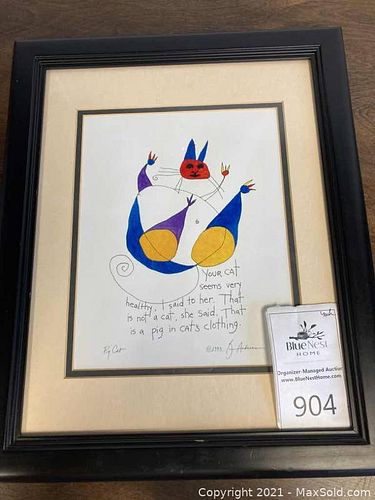 Your cat
seems very
healthy, I said to her. That
is not a cat, she said. That
is a pig in cat's clothing.
Pig Cat
©1993
BlueNest
HOME
Organizer-Managed Auction
www.BlueNestHome.com
904
Copyright © 2021 - MaxSold.com